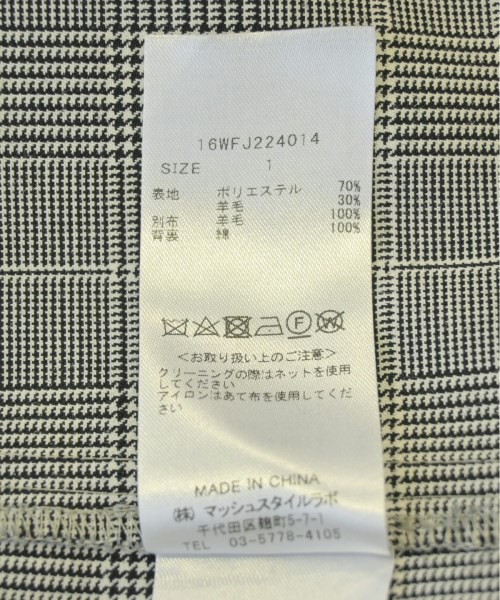 16WFJ224014
SIZE 1
表地 ポリエステル 70%
羊毛 30%
別布 羊毛 100%
背裏 綿 100%
F W
<お取り扱い上のご注意>
クリーニングの際はネットを使用
してください
アイロンはあて布を使用してくだ
さい
MADE IN CHINA
(株) マッシュスタイルラボ
千代田区麹町5-7-1
TEL 03-5778-4105